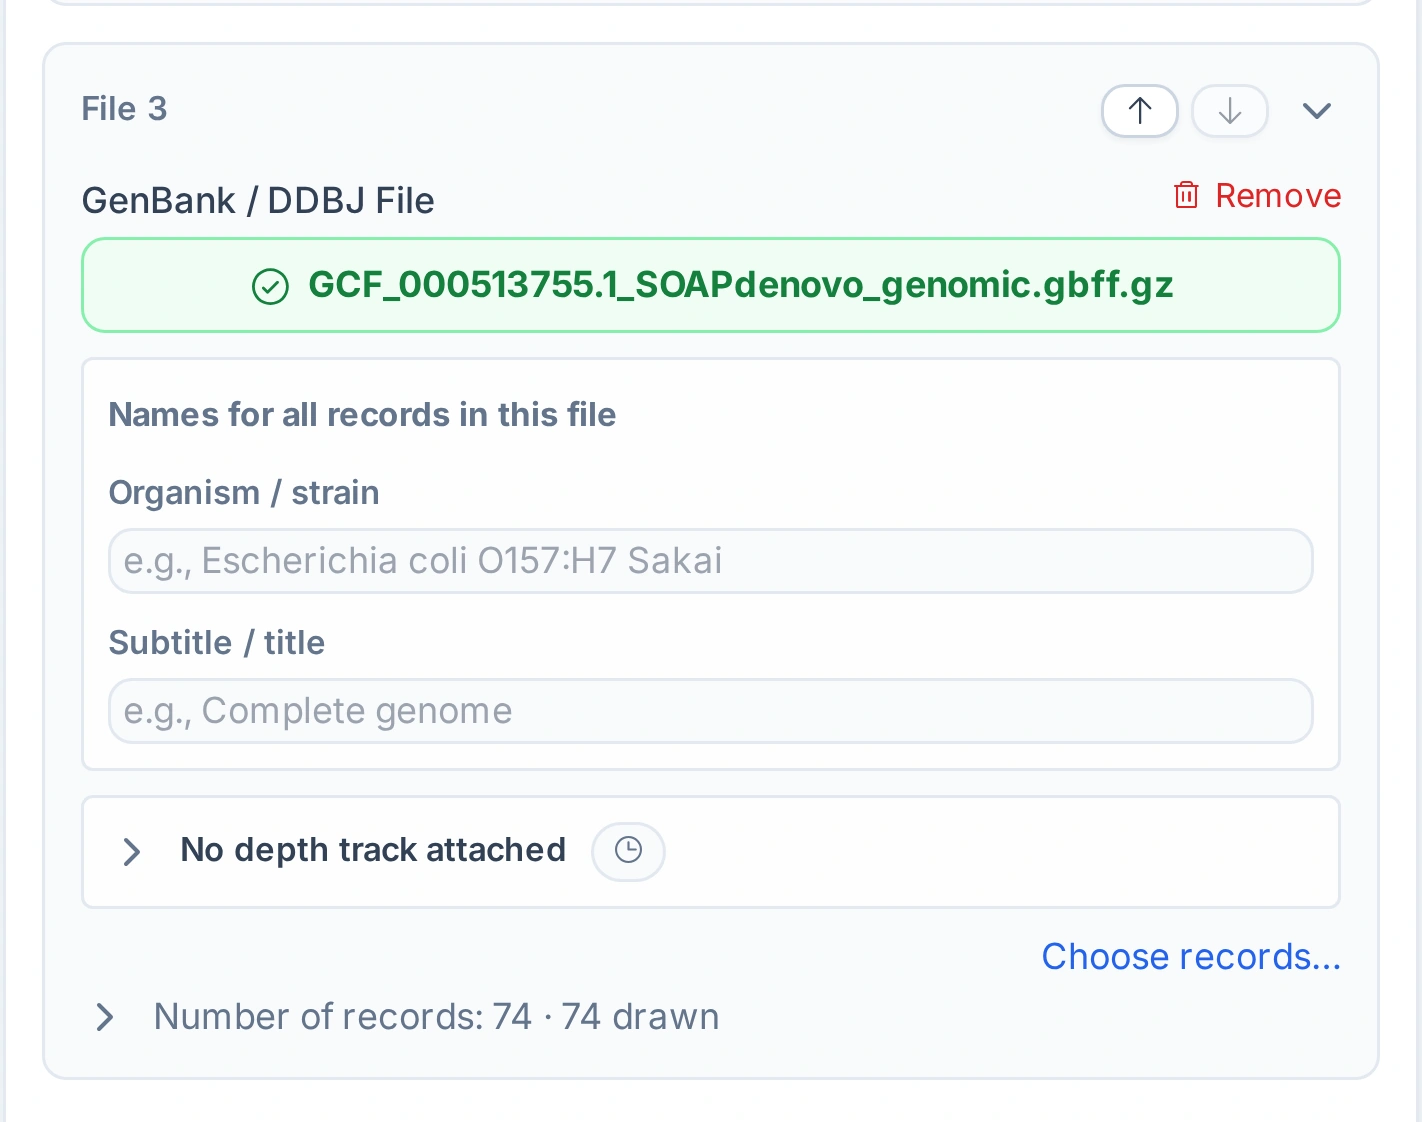 File 3
GenBank / DDBJ File
Remove
GCF_000513755.1_SOAPdenovo_genomic.gbff.gz
Names for all records in this file
Organism / strain
e.g., Escherichia coli O157:H7 Sakai
Subtitle / title
e.g., Complete genome
No depth track attached
Choose records...
Number of records: 74 · 74 drawn